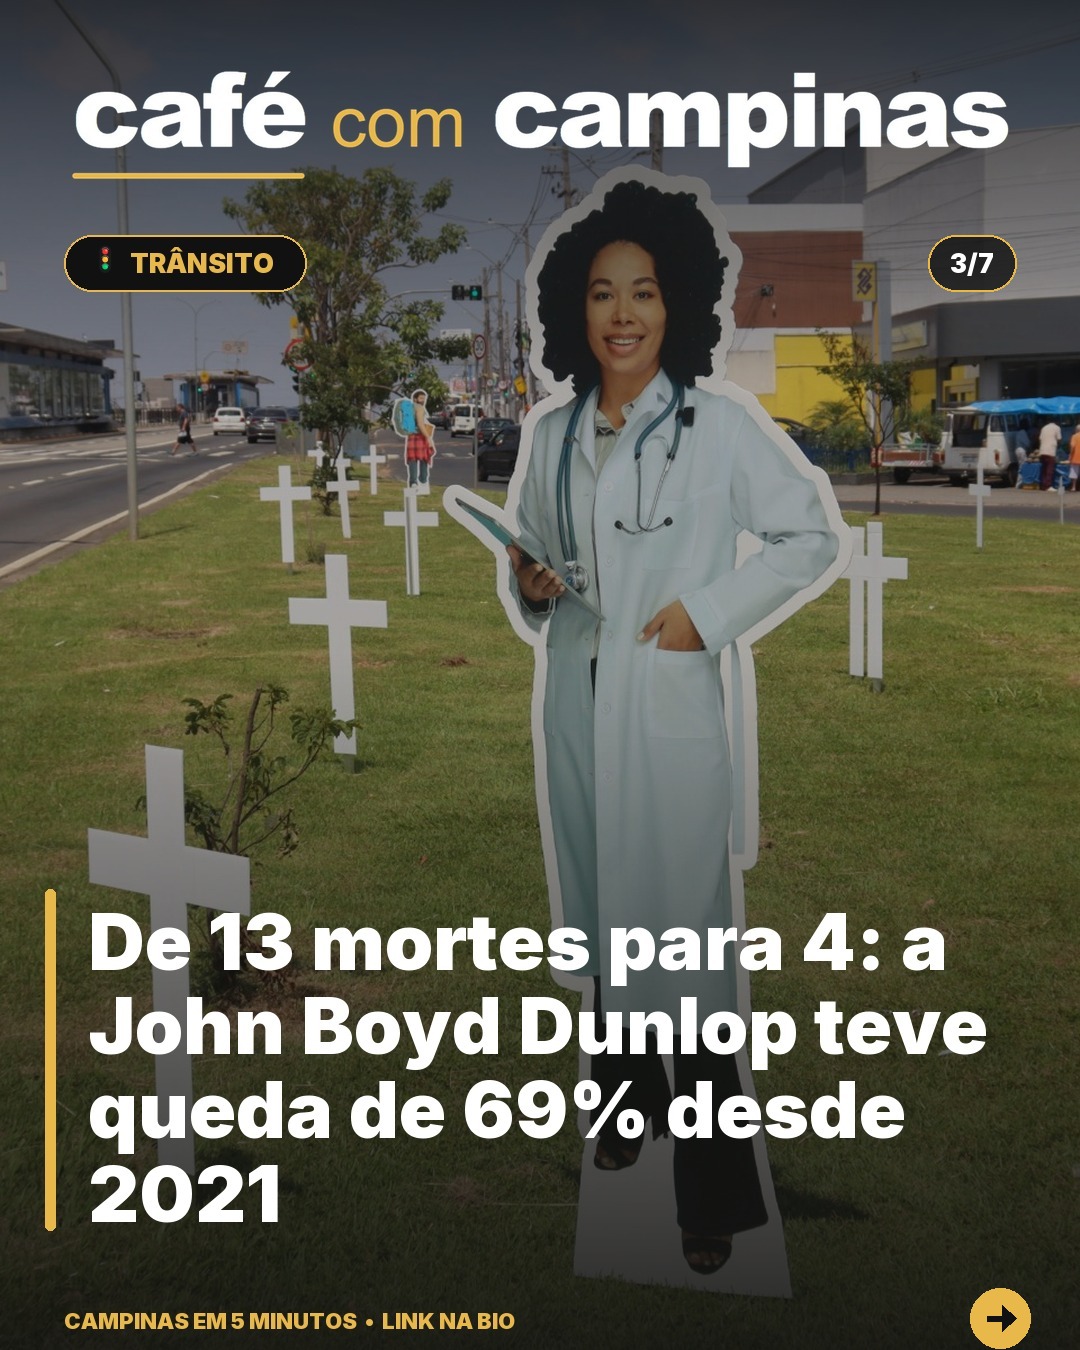 café com campinas
TRÂNSITO
3/7
De 13 mortes para 4: a
John Boyd Dunlop teve
queda de 69% desde
2021
CAMPINAS EM 5 MINUTOS • LINK NA BIO